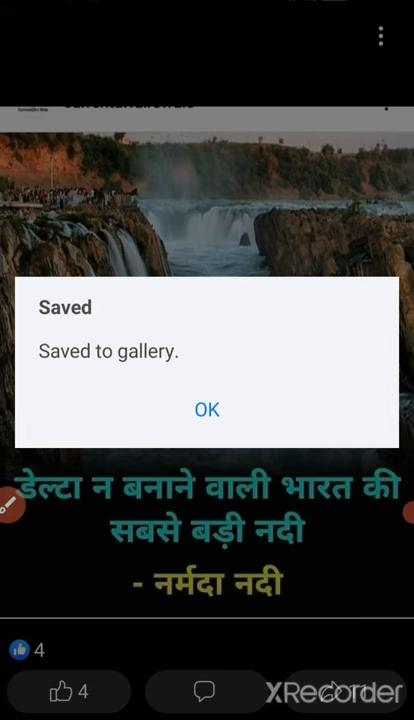 Saved
Saved to gallery.
OK
डेल्टा न बनाने वाली भारत की
सबसे बड़ी नदी
- नर्मदा नदी
4
4
XRecorder